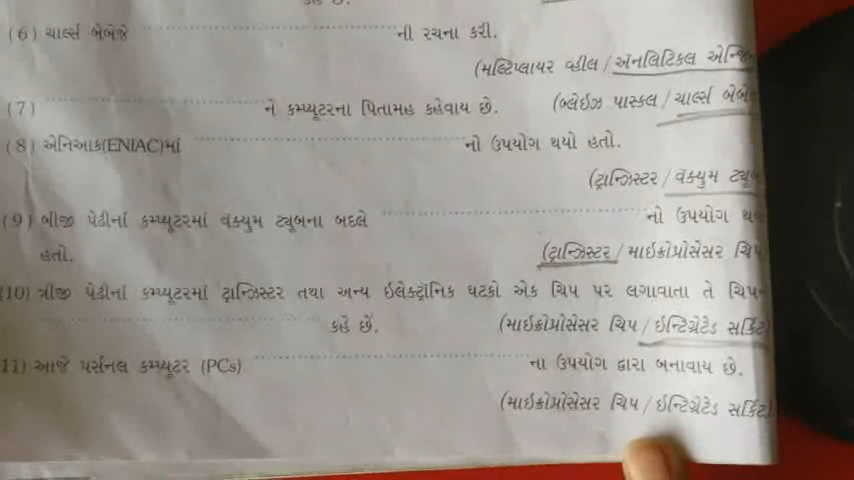 (6) ચાર્લ્સ બેબેજે ની રચના કરી.
(મલ્ટિપ્લાયર વ્હીલ / ઍનલિટિકલ
(7) ને કમ્પ્યૂટરના પિતામહ કહેવાય છે. (બ્લેઇઝ પાસ્કલ / ચાર્લ્સ
(8) એનિઆક(ENIAC)માં નો ઉપયોગ થયો હતો.
(ટ્રાન્ઝિસ્ટર / વૅક્યુમ
(9) બીજી પેઢીનાં કમ્પ્યૂટરમાં વૅક્યુમ ટ્યૂબના બદલે નો ઉપયોગ
હતો. (ટ્રાન્ઝિસ્ટર / માઇક્રોપ્રોસેસર ચિપ
(10) ત્રીજી પેઢીનાં કમ્પ્યૂટરમાં ટ્રાન્ઝિસ્ટર તથા અન્ય ઇલેક્ટ્રૉનિક ઘટકો એક ચિપ પર લગાવાતા તે
કહે છે. (માઇક્રોપ્રોસેસર ચિપ / ઇન્ટિગ્રેટેડ સર્કિટ)
11) આજે પર્સનલ કમ્પ્યૂટર (PCs) ના ઉપયોગ દ્વારા બનાવાય છે.
(માઇક્રોપ્રોસેસર ચિપ / ઇન્ટિગ્રેટેડ સર્કિટ)